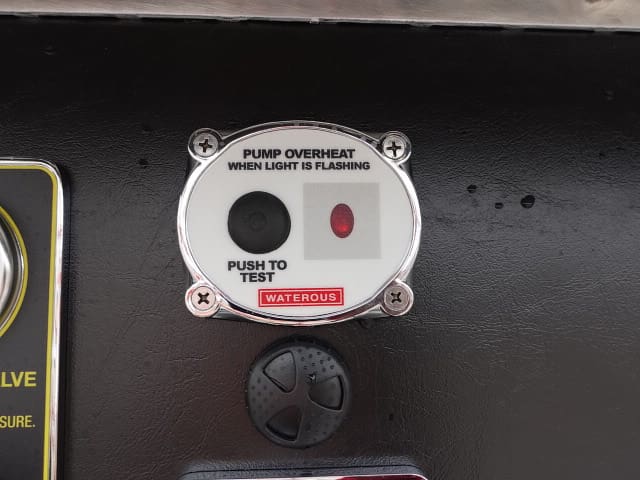 PUMP OVERHEAT
WHEN LIGHT IS FLASHING
PUSH TO
TEST
WATEROUS
LVE
SURE.